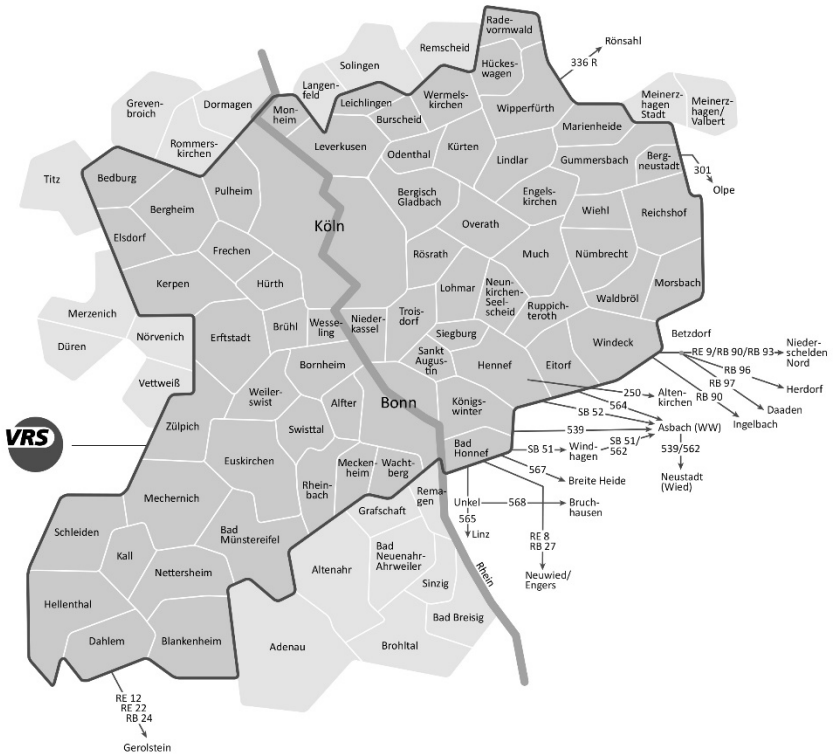 Rade-
vormwald
Rönsahl
336 R
Remscheid
Solingen
Hückes-
wagen
Langen-
feld
Wermels-
kirchen
Meinerz-
hagen
Stadt
Meinerz-
hagen/
Valbert
Greven-
broich
Dormagen
Mon-
heim
Leichlingen
Burscheid
Wipperfürth
Marienheide
Rommers-
kirchen
Leverkusen
Odenthal
Kürten
Lindlar
Gummersbach
Berg-
neustadt
301
Olpe
Titz
Bedburg
Bergheim
Pulheim
Bergisch
Gladbach
Engels-
kirchen
Wiehl
Reichshof
Elsdorf
Köln
Overath
Frechen
Rösrath
Much
Nümbrecht
Kerpen
Hürth
Lohmar
Neun-
kirchen-
Seel-
scheid
Ruppich-
teroth
Waldbröl
Morsbach
Merzenich
Düren
Nörvenich
Erftstadt
Brühl
Wesse-
ling
Nieder-
kassel
Trois-
dorf
Siegburg
Windeck
Betzdorf
RE 9/RB 90/RB 93
Nieder-
schelden
Nord
Vettweiß
Bornheim
Sankt
Augus-
tin
Hennef
Eitorf
RB 96
Herdorf
RB 97
Daaden
RB 90
Ingelbach
Weiler-
swist
Alfter
Bonn
Königs-
winter
250
Alten-
kirchen
564
SB 52
VRS
Zülpich
Swisttal
539
Asbach (WW)
Bad
Honnef
SB 51
Wind-
hagen
SB 51/
562
539/562
Neustadt
(Wied)
Euskirchen
Rhein-
bach
Mecken-
heim
Wacht-
berg
567
Breite Heide
Mechernich
Grafschaft
Rema-
gen
Unkel
568
Bruch-
hausen
565
Linz
Schleiden
Kall
Bad
Münstereifel
RE 8
RB 27
Neuwied/
Engers
Nettersheim
Altenahr
Bad
Neuenahr-
Ahrweiler
Sinzig
Rhein
Hellenthal
Dahlem
Blankenheim
Adenau
Brohltal
Bad Breisig
RE 12
RE 22
RB 24
Gerolstein